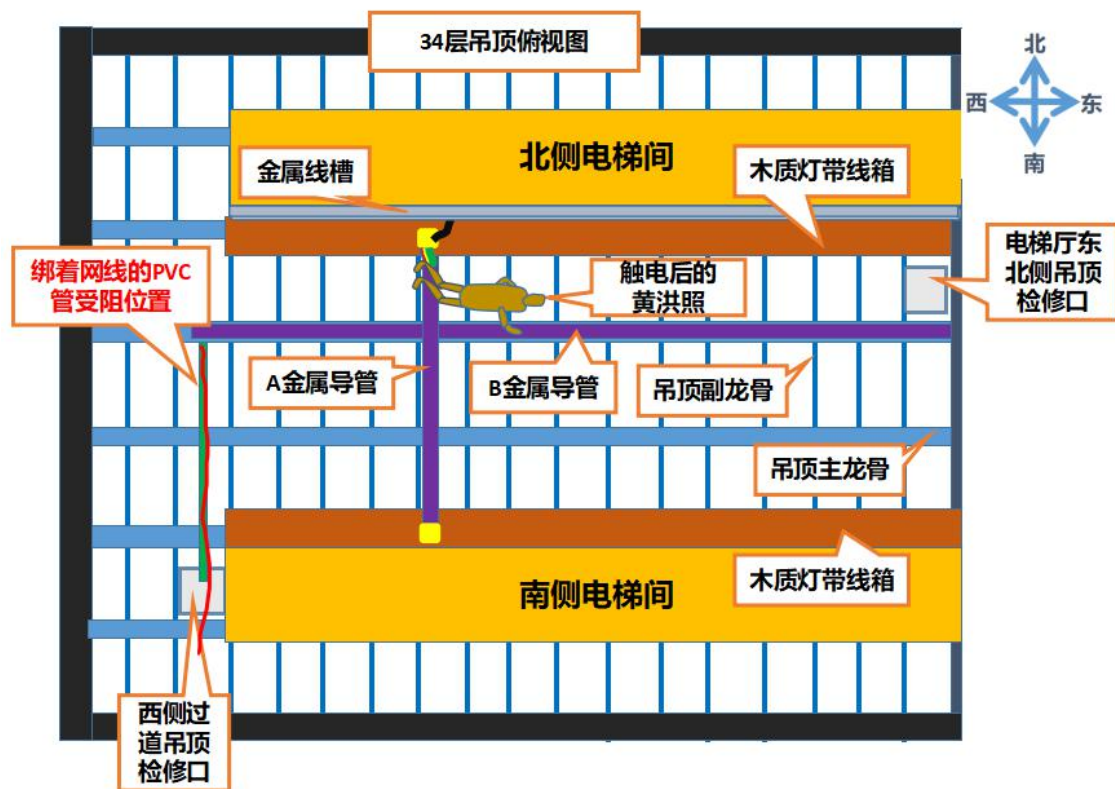 34层吊顶俯视图
北
西
东
南
北侧电梯间
金属线槽
木质灯带线箱
绑着网线的PVC
管受阻位置
触电后的
黄洪照
电梯厅东
北侧吊顶
检修口
A金属导管
B金属导管
吊顶副龙骨
吊顶主龙骨
南侧电梯间
木质灯带线箱
西侧过
道吊顶
检修口